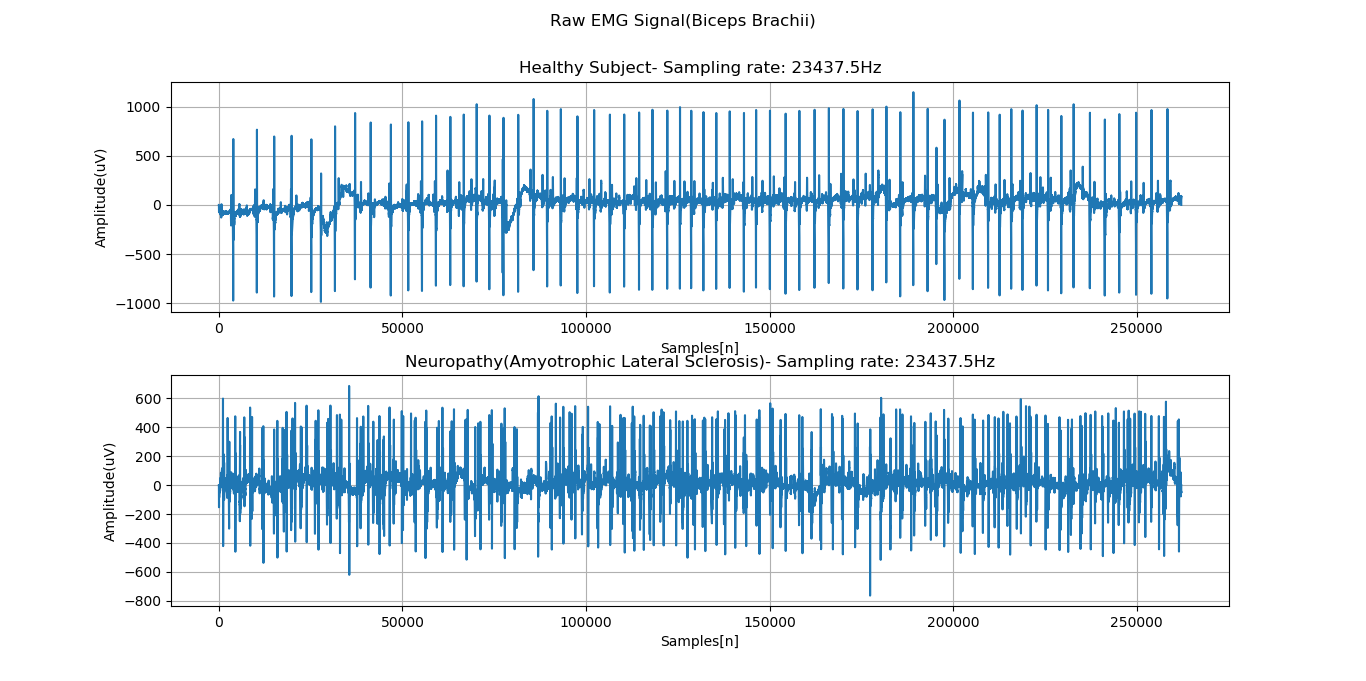 Raw EMG Signal(Biceps Brachii)
Healthy Subject- Sampling rate: 23437.5Hz
1000
500
0
−500
−1000
Amplitude(uV)
0 50000 100000 150000 200000 250000
Samples[n]
Neuropathy(Amyotrophic Lateral Sclerosis)- Sampling rate: 23437.5Hz
600
400
200
0
−200
−400
−600
−800
Amplitude(uV)
0 50000 100000 150000 200000 250000
Samples[n]